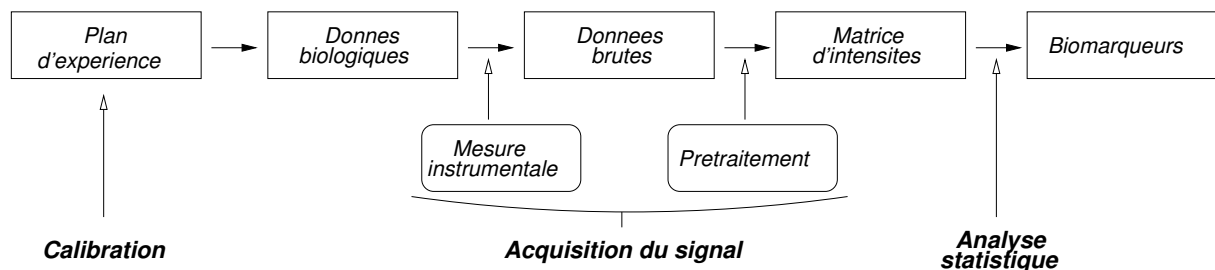 Plan
d'experience
Donnes
biologiques
Donnees
brutes
Matrice
d'intensites
Biomarqueurs
Mesure
instrumentale
Pretraitement
Calibration
Acquisition du signal
Analyse
statistique